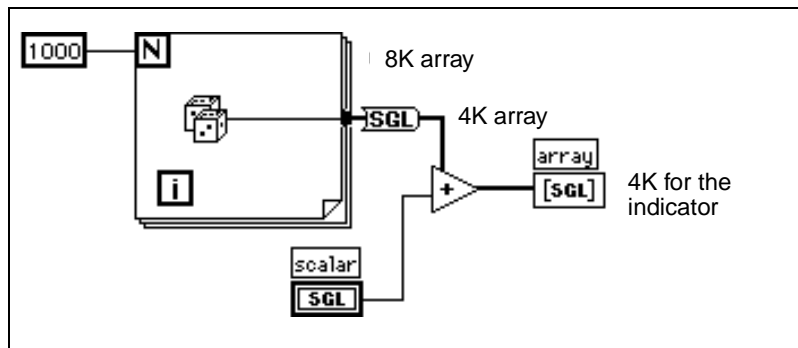 1000
N
8K array
SGL
4K array
+
array
[SGL]
4K for the
indicator
i
scalar
SGL